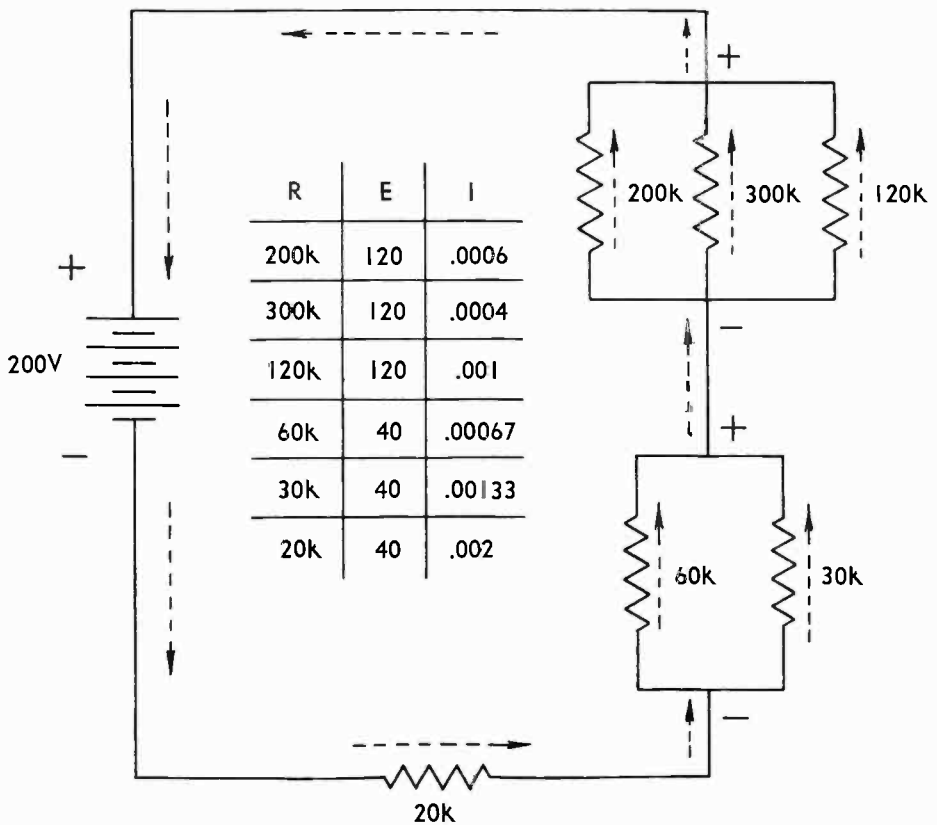 +
200k 300k 120k
R E I
200k 120 .0006
300k 120 .0004
120k 120 .001
60k 40 .00067
30k 40 .00133
20k 40 .002
+
200V
−
−
+
60k 30k
−
20k